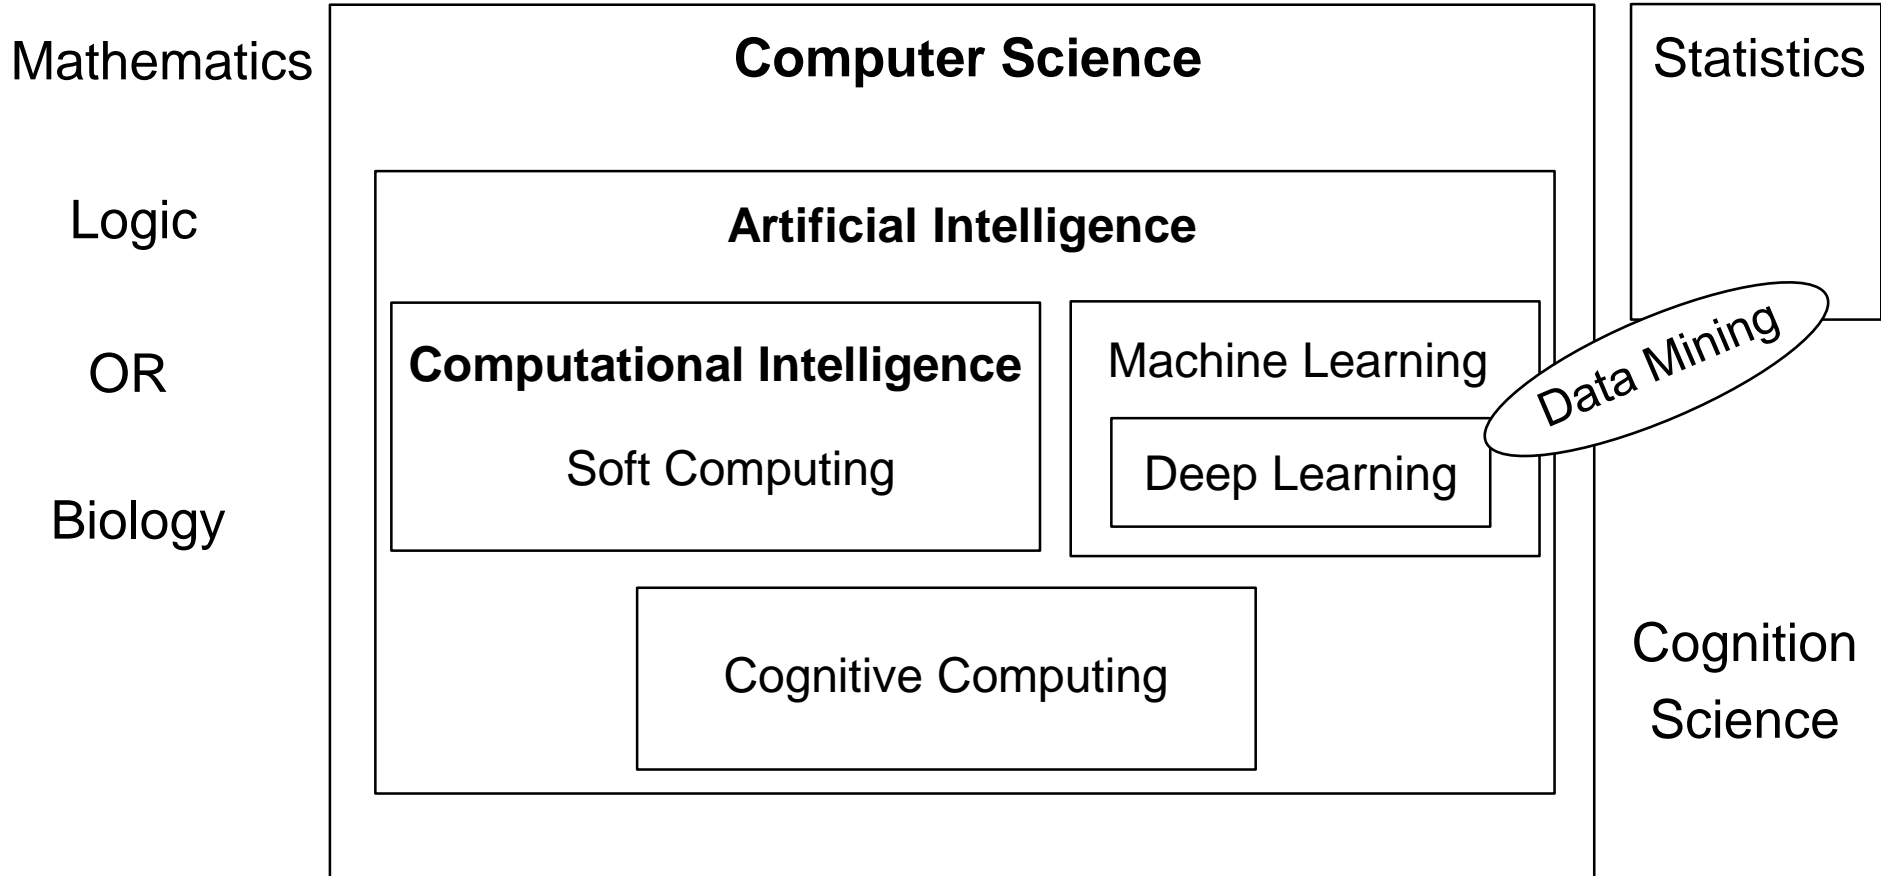 Mathematics
Computer Science
Statistics
Logic
Artificial Intelligence
OR
Computational Intelligence
Machine Learning
Data Mining
Soft Computing
Deep Learning
Biology
Cognitive Computing
Cognition
Science